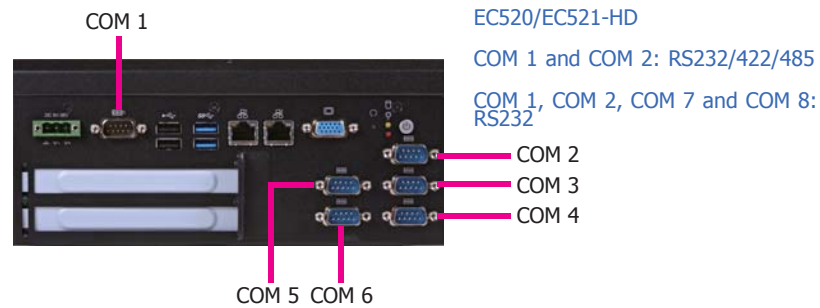 COM 1
EC520/EC521-HD
COM 1 and COM 2: RS232/422/485
COM 1, COM 2, COM 7 and COM 8:
RS232
COM 2
COM 3
COM 4
COM 5 COM 6